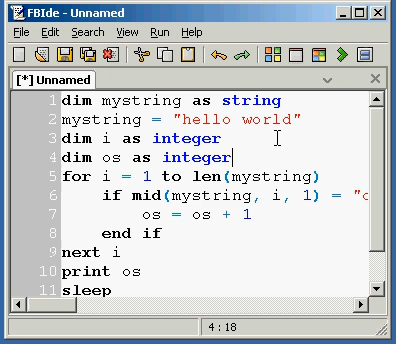 FBIde - Unnamed
File Edit Search View Run Help
[*] Unnamed
1 dim mystring as string
2 mystring = "hello world"
3 dim i as integer
4 dim os as integer
5 for i = 1 to len(mystring)
6 if mid(mystring, i, 1) = "o
7 os = os + 1
8 end if
9 next i
10 print os
11 sleep
4 : 18